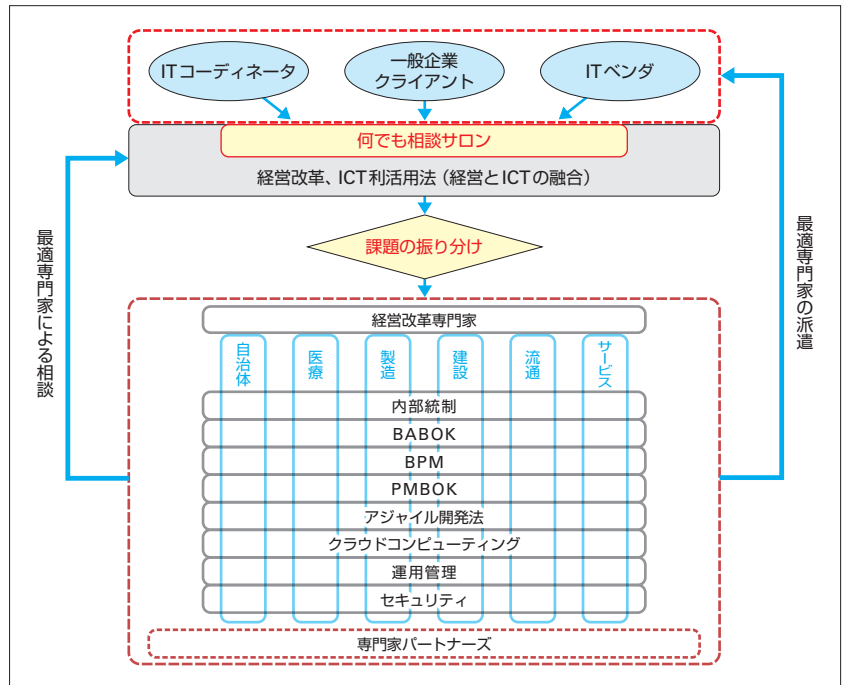 ITコーディネータ
一般企業
クライアント
ITベンダ
何でも相談サロン
経営改革、ICT利活用法（経営とICTの融合）
課題の振り分け
最適専門家による相談
最適専門家の派遣
経営改革専門家
自治体
医療
製造
建設
流通
サービス
内部統制
BABOK
BPM
PMBOK
アジャイル開発法
クラウドコンピューティング
運用管理
セキュリティ
専門家パートナーズ